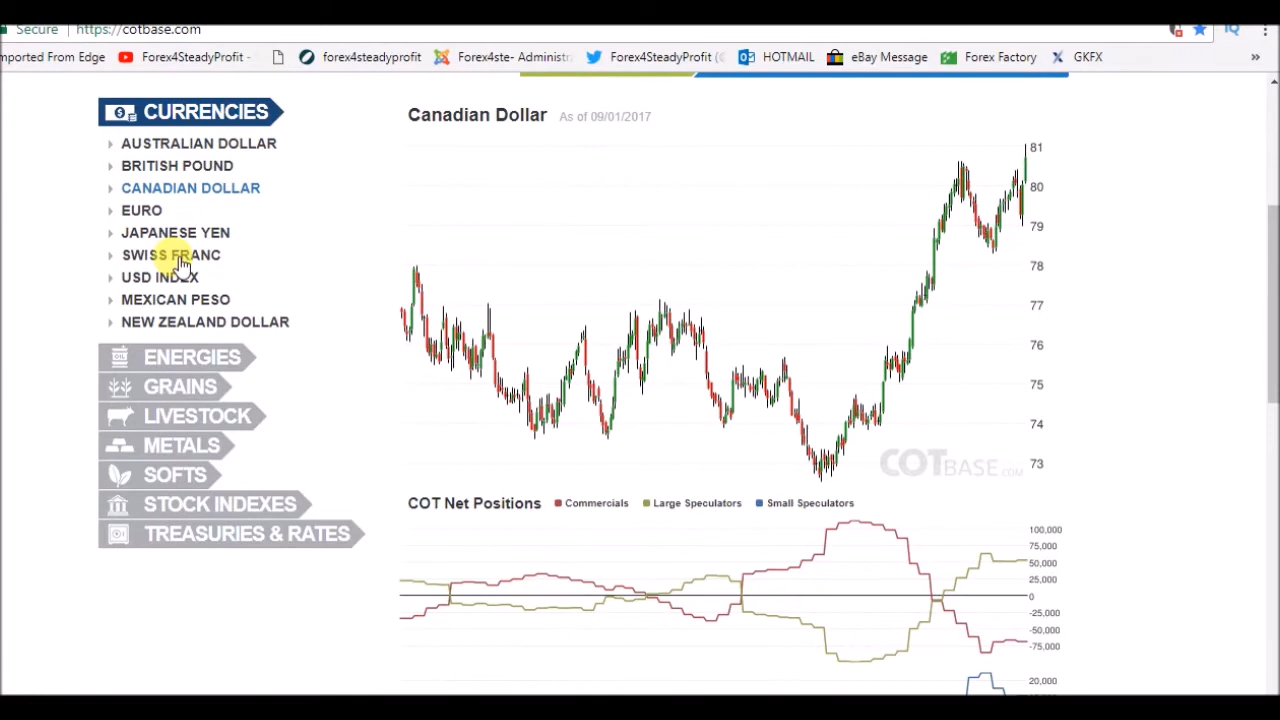 Secure https://cotbase.com
mported From Edge Forex4SteadyProfit - forex4steadyprofit Forex4ste- Administr Forex4SteadyProfit ( HOTMAIL eBay Message Forex Factory GKFX »
CURRENCIES
AUSTRALIAN DOLLAR
BRITISH POUND
CANADIAN DOLLAR
EURO
JAPANESE YEN
SWISS FRANC
USD INDEX
MEXICAN PESO
NEW ZEALAND DOLLAR
ENERGIES
GRAINS
LIVESTOCK
METALS
SOFTS
STOCK INDEXES
TREASURIES & RATES
Canadian Dollar As of 09/01/2017
81
80
79
78
77
76
75
74
73
COTBASE.COM
COT Net Positions Commercials Large Speculators Small Speculators
100,000
75,000
50,000
25,000
0
-25,000
-50,000
-75,000
20,000